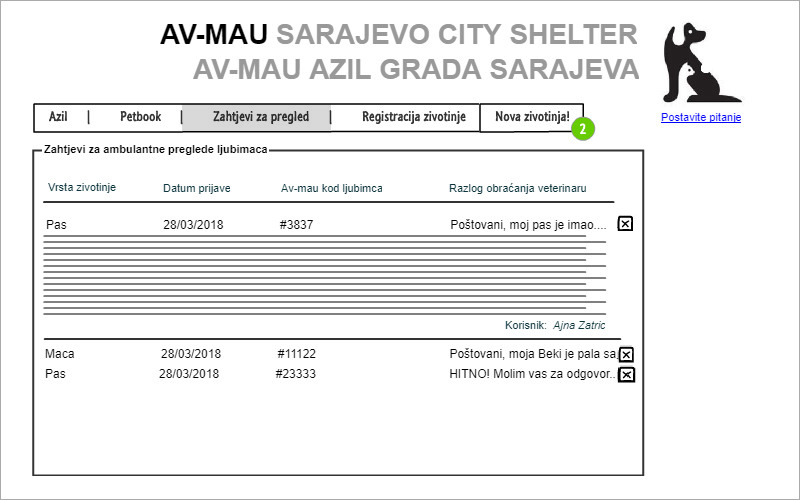 AV-MAU SARAJEVO CITY SHELTER
AV-MAU AZIL GRADA SARAJEVA
Postavite pitanje
Azil | Petbook | Zahtjevi za pregled | Registracija zivotinje Nova zivotinja!
2
Zahtjevi za ambulantne preglede ljubimaca
Vrsta zivotinje Datum prijave Av-mau kod ljubimca Razlog obraćanja veterinaru
Pas 28/03/2018 #3837 Poštovani, moj pas je imao....
Korisnik: Ajna Zatric
Maca 28/03/2018 #11122 Poštovani, moja Beki je pala sa
Pas 28/03/2018 #23333 HITNO! Molim vas za odgovor..